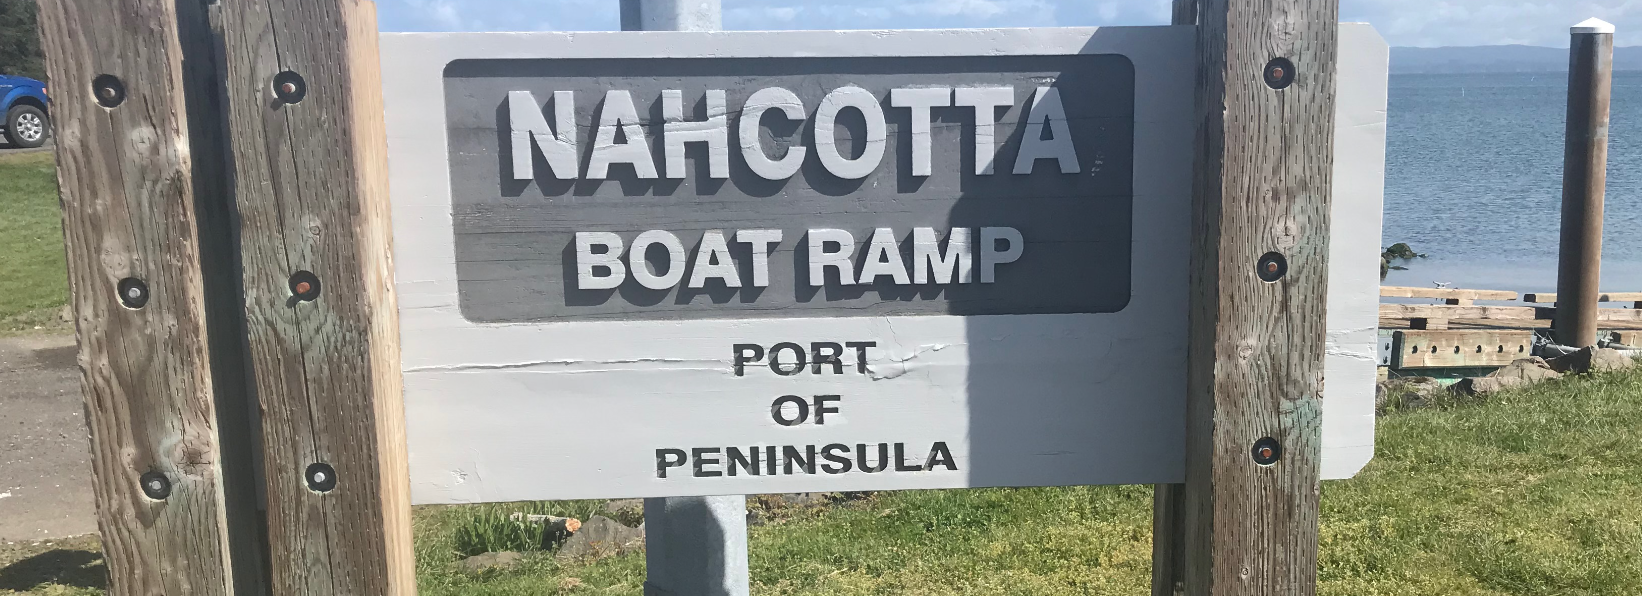 NAHCOTTA
BOAT RAMP
PORT
OF
PENINSULA